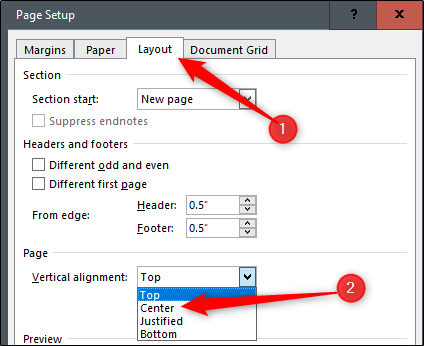 Page Setup ? x
Margins Paper Layout Document Grid
Section
Section start: New page
Suppress endnotes
1
Headers and footers
Different odd and even
Different first page
From edge:
Header: 0.5"
Footer: 0.5"
Page
Vertical alignment: Top
Top
Center
Justified
Bottom
2
Preview